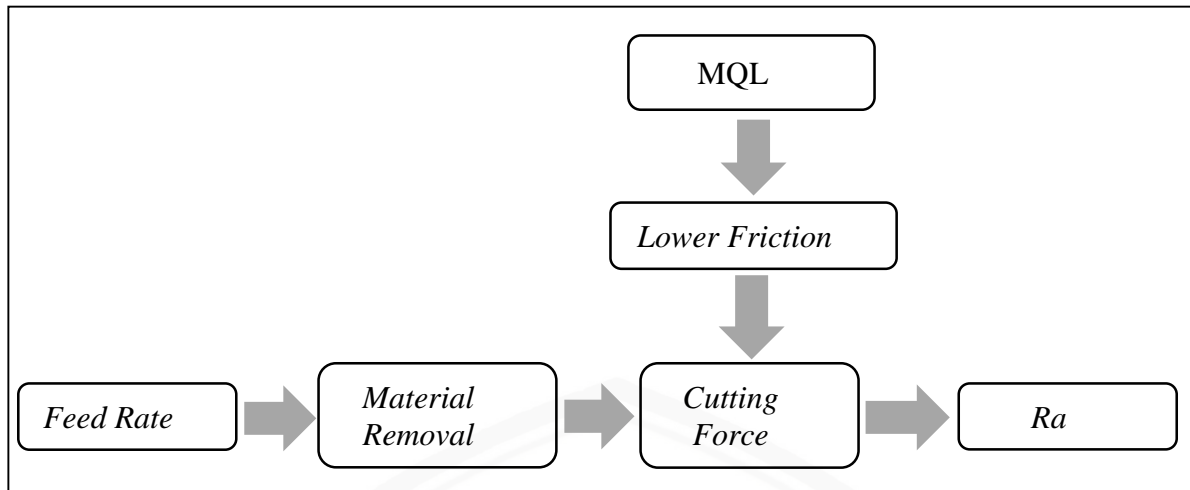 MQL
Lower Friction
Feed Rate
Material
Removal
Cutting
Force
Ra